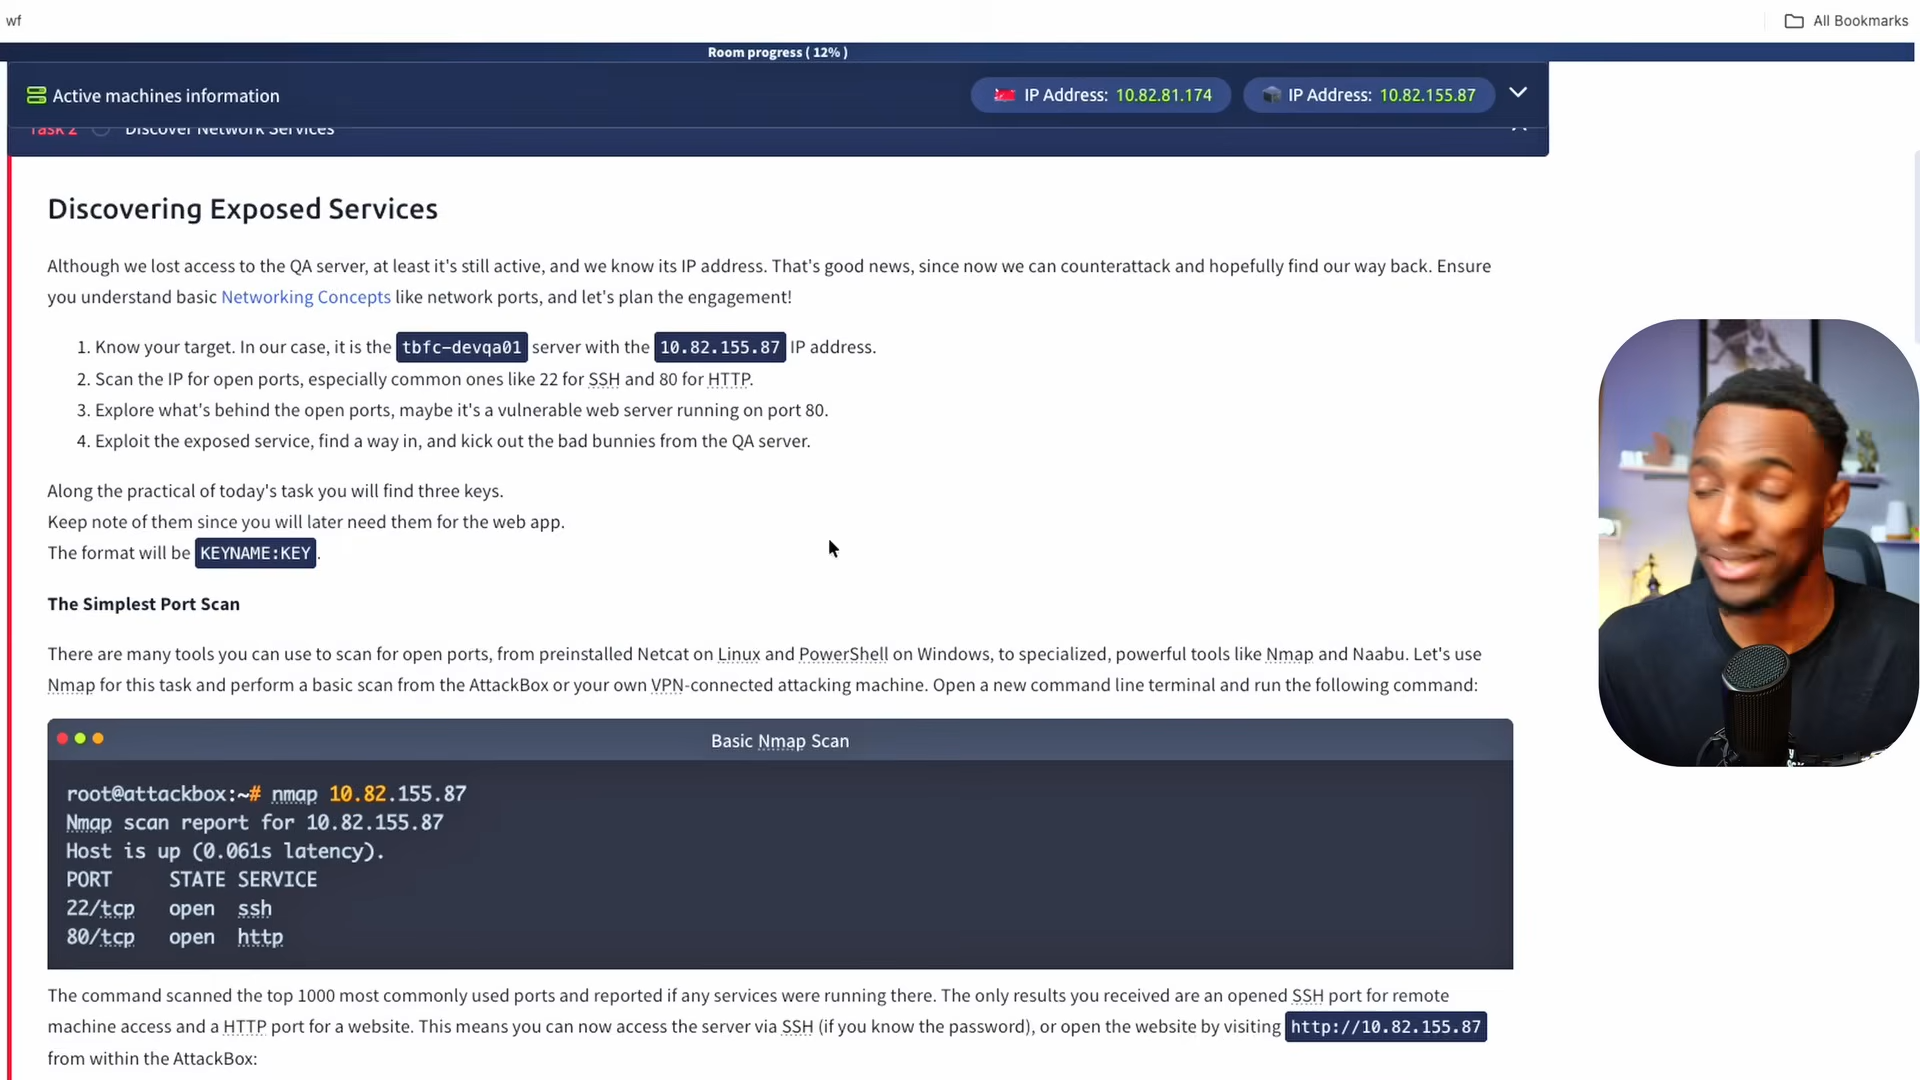 wf
All Bookmarks
Room progress ( 12% )
Active machines information
IP Address: 10.82.81.174
IP Address: 10.82.155.87
Task 2 Discover Network Services
Discovering Exposed Services
Although we lost access to the QA server, at least it's still active, and we know its IP address. That's good news, since now we can counterattack and hopefully find our way back. Ensure
you understand basic Networking Concepts like network ports, and let's plan the engagement!
1. Know your target. In our case, it is the tbfc-devqa01 server with the 10.82.155.87 IP address.
2. Scan the IP for open ports, especially common ones like 22 for SSH and 80 for HTTP.
3. Explore what's behind the open ports, maybe it's a vulnerable web server running on port 80.
4. Exploit the exposed service, find a way in, and kick out the bad bunnies from the QA server.
Along the practical of today's task you will find three keys.
Keep note of them since you will later need them for the web app.
The format will be KEYNAME:KEY.
The Simplest Port Scan
There are many tools you can use to scan for open ports, from preinstalled Netcat on Linux and PowerShell on Windows, to specialized, powerful tools like Nmap and Naabu. Let's use
Nmap for this task and perform a basic scan from the AttackBox or your own VPN-connected attacking machine. Open a new command line terminal and run the following command:
Basic Nmap Scan
root@attackbox:~# nmap 10.82.155.87
Nmap scan report for 10.82.155.87
Host is up (0.061s latency).
PORT STATE SERVICE
22/tcp open ssh
80/tcp open http
The command scanned the top 1000 most commonly used ports and reported if any services were running there. The only results you received are an opened SSH port for remote
machine access and a HTTP port for a website. This means you can now access the server via SSH (if you know the password), or open the website by visiting http://10.82.155.87
from within the AttackBox: